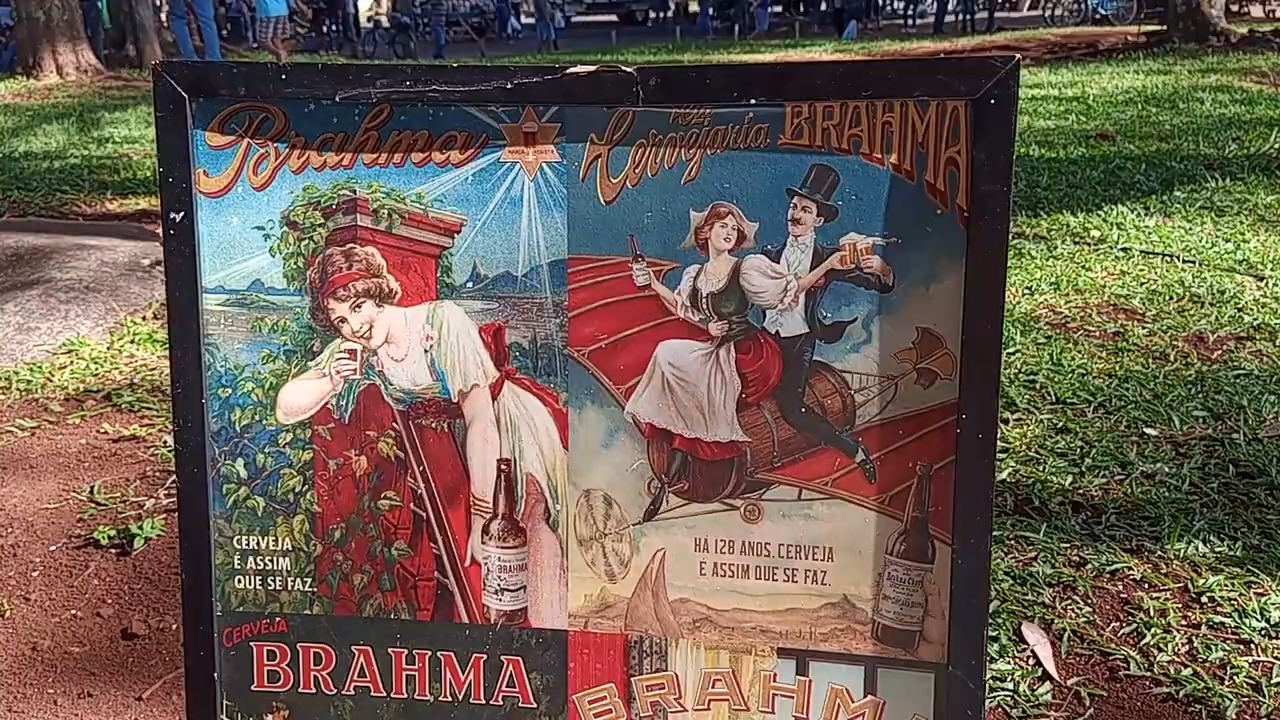 Brahma
CERVEJA
É ASSIM
QUE SE FAZ.
BRAHMA
Cervejaria BRAHMA
HÁ 128 ANOS, CERVEJA
É ASSIM QUE SE FAZ.
CERVEJA
BRAHMA
BRAHMA